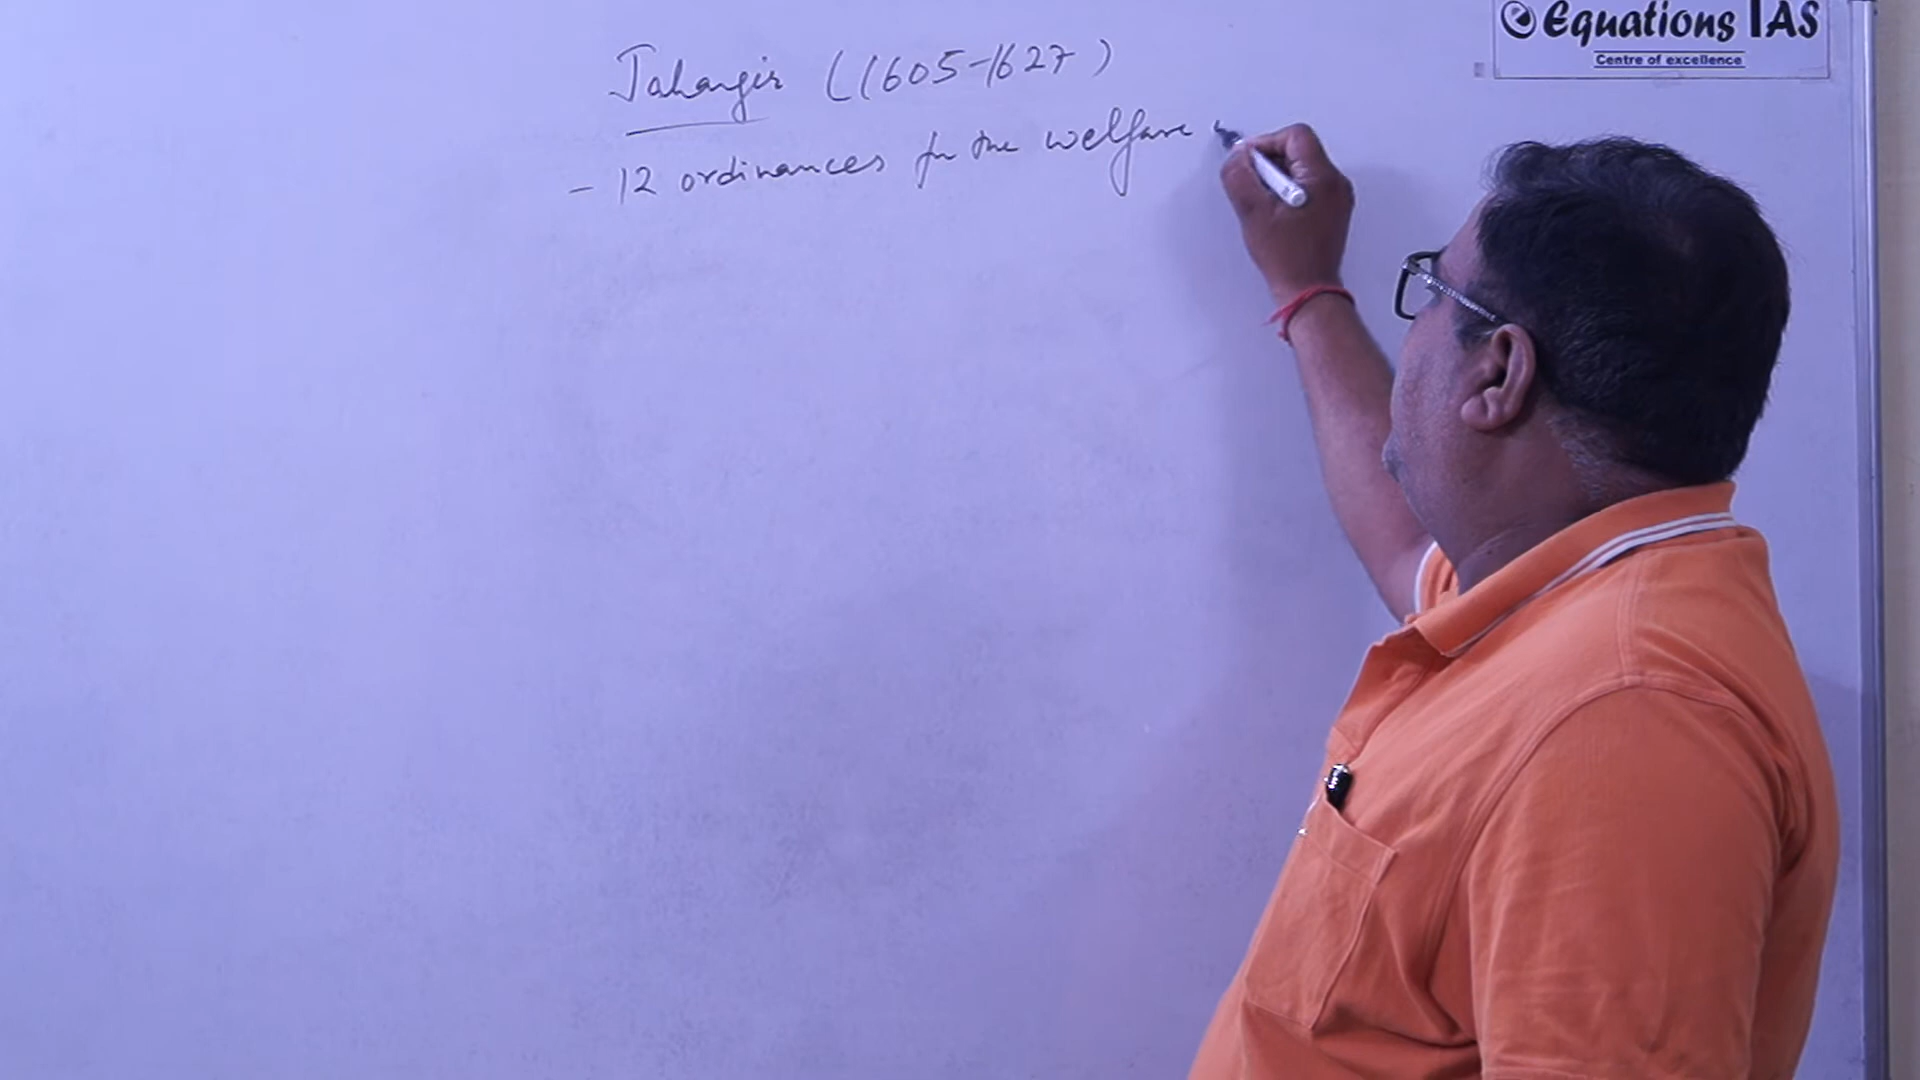 Jahangir (1605-1627)
- 12 ordinances for the welfare
Equations IAS
Centre of excellence